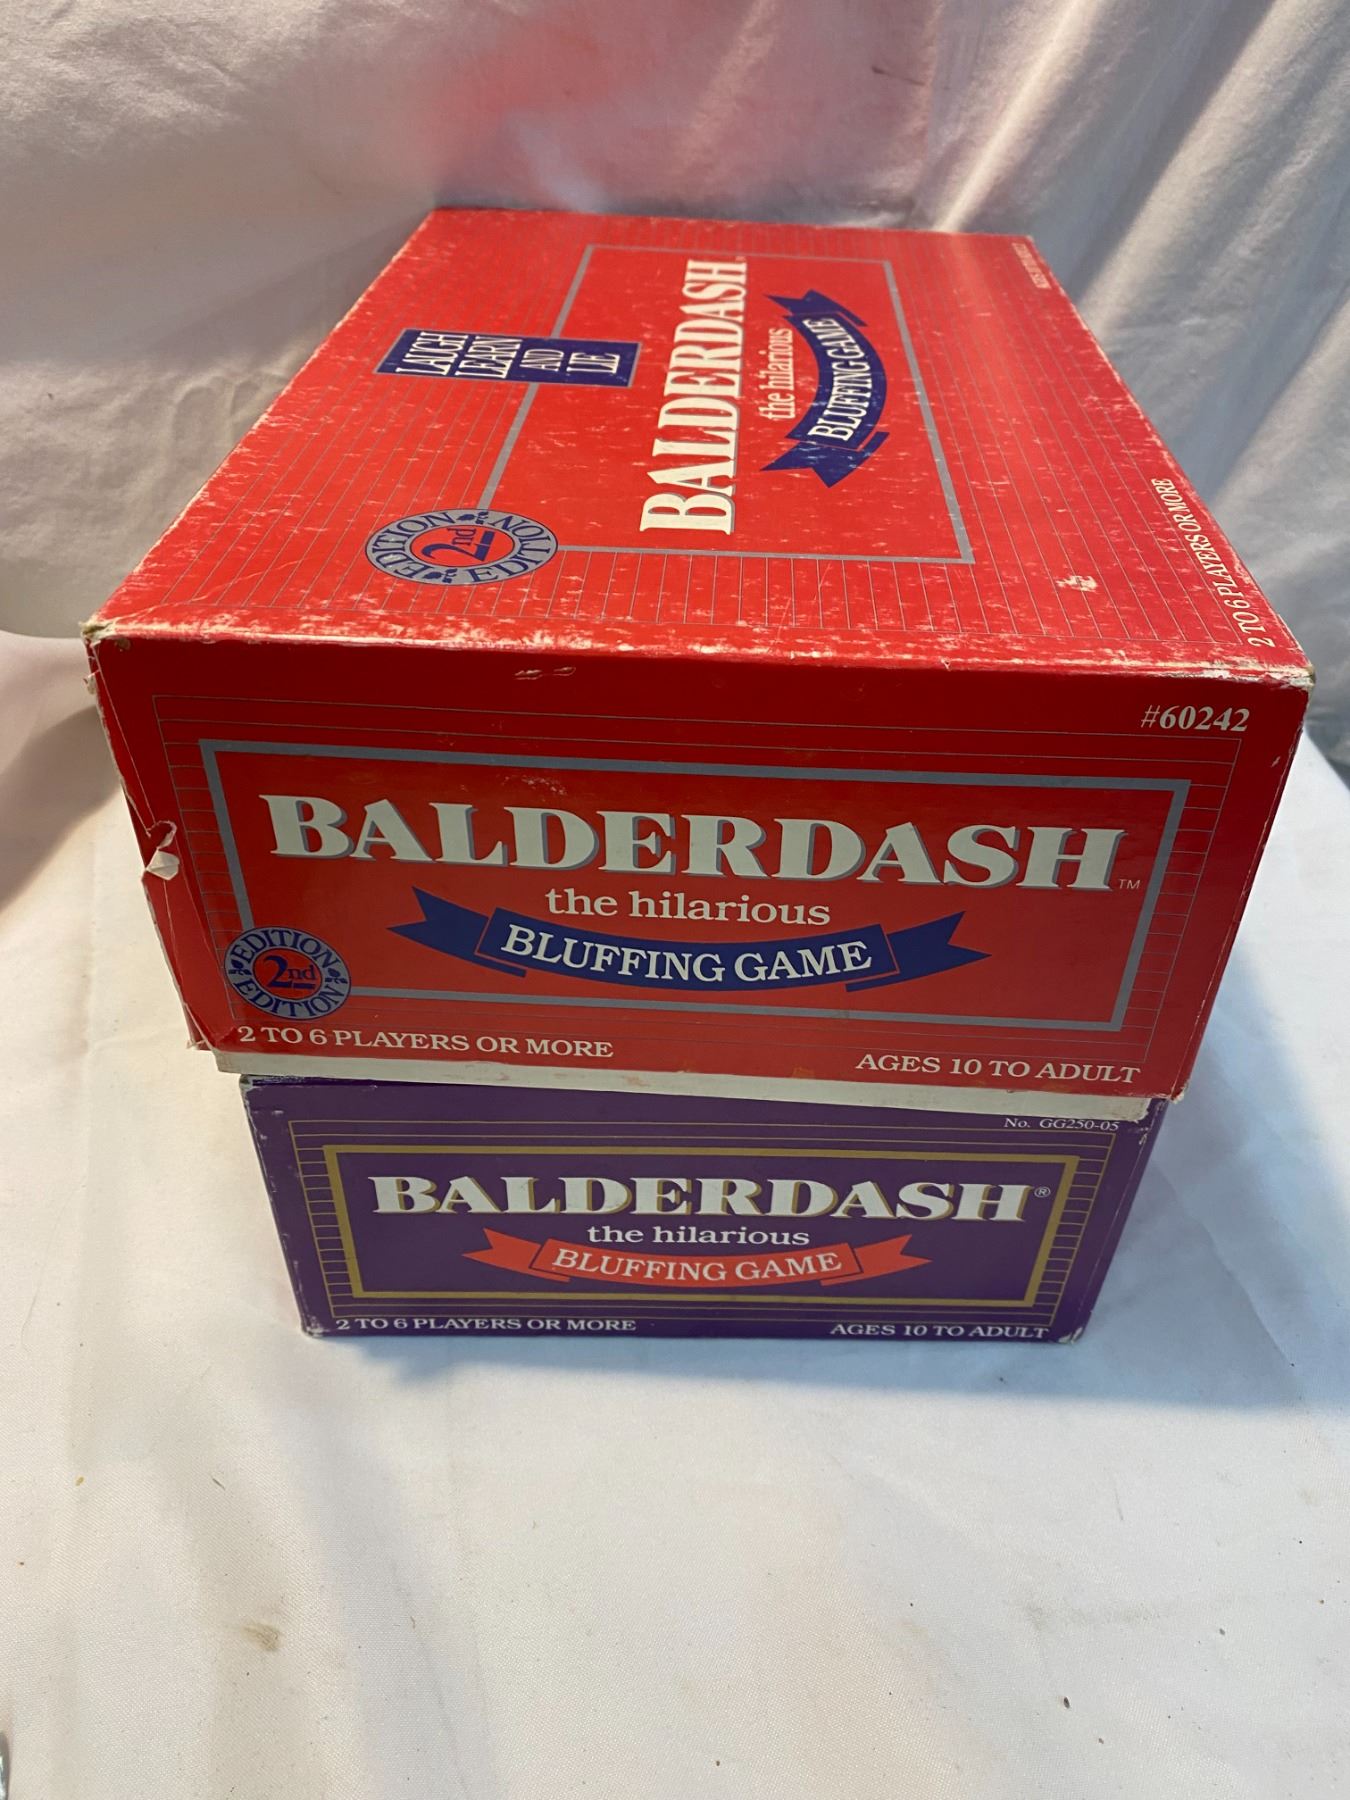 LAUGH
LEARN
AND
LIE
BALDERDASH
the hilarious
BLUFFING GAME
EDITION
2nd
EDITION
2 TO 6 PLAYERS OR MORE
#60242
BALDERDASH™
the hilarious
BLUFFING GAME
EDITION
2nd
EDITION
2 TO 6 PLAYERS OR MORE
AGES 10 TO ADULT
No. GG250-05
BALDERDASH®
the hilarious
BLUFFING GAME
2 TO 6 PLAYERS OR MORE
AGES 10 TO ADULT